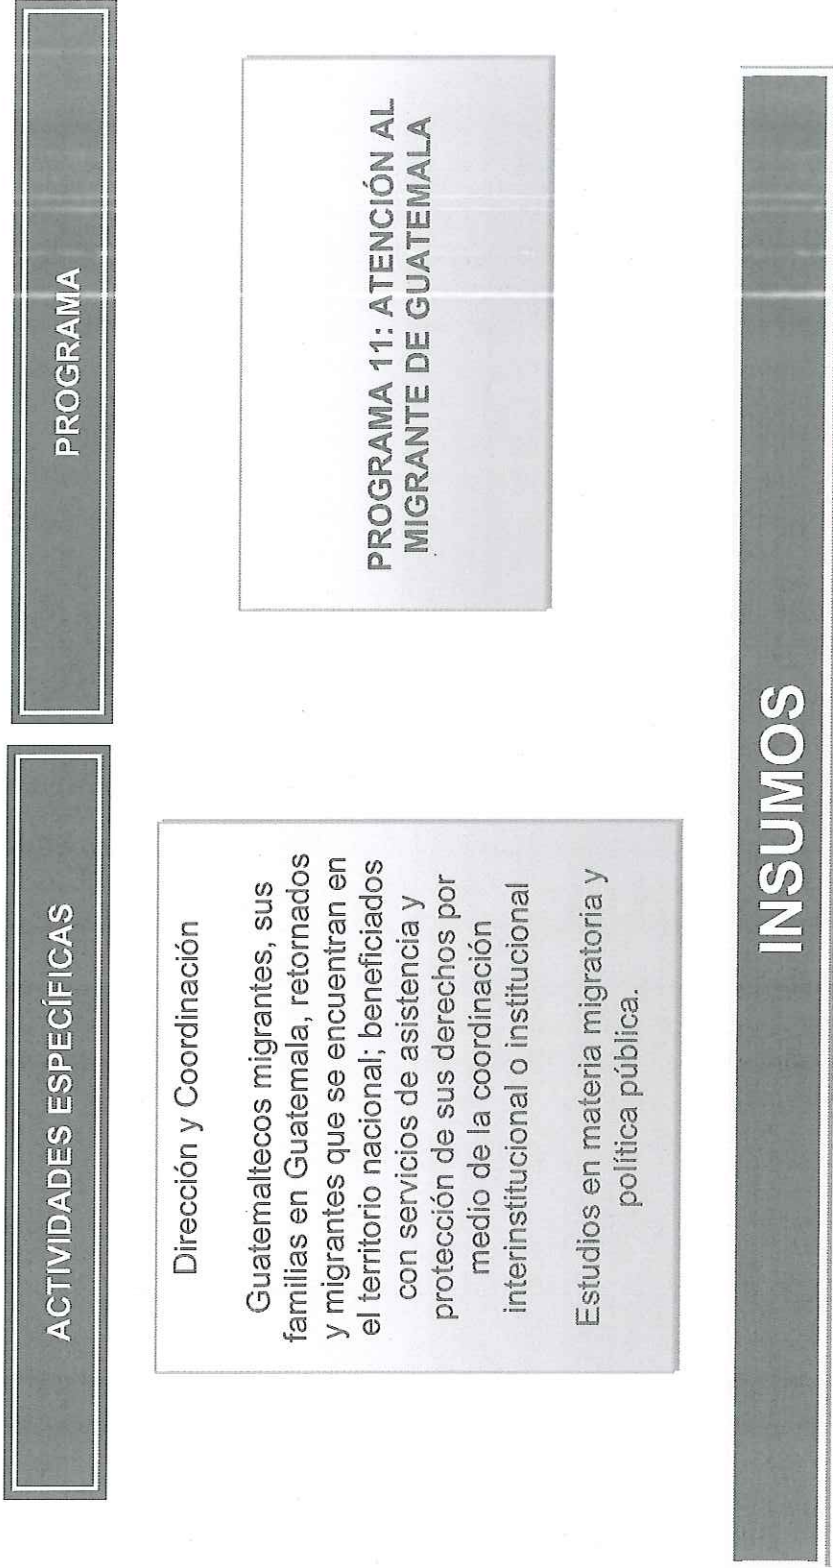 ACTIVIDADES ESPECÍFICAS
Dirección y Coordinación
Guatemaltecos migrantes, sus
familias en Guatemala, retornados
y migrantes que se encuentran en
el territorio nacional; beneficiados
con servicios de asistencia y
protección de sus derechos por
medio de la coordinación
interinstitucional o institucional
Estudios en materia migratoria y
política pública.
PROGRAMA
PROGRAMA 11: ATENCIÓN AL
MIGRANTE DE GUATEMALA
INSUMOS